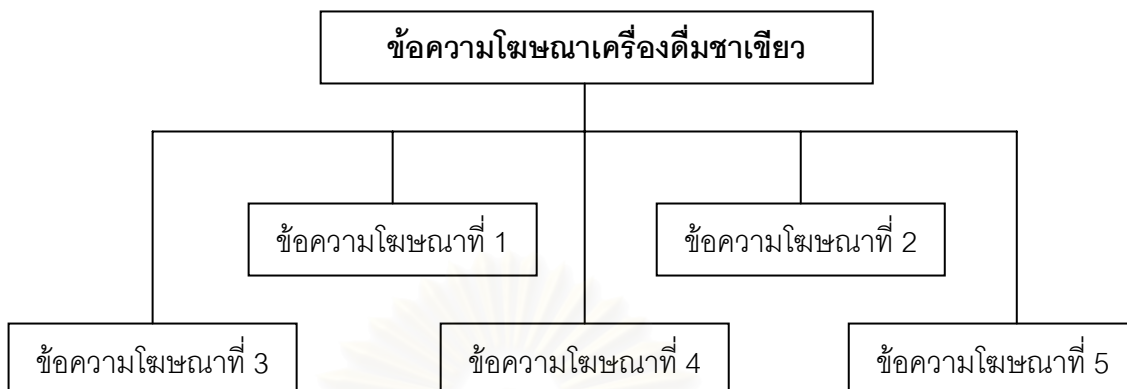 ข้อความโฆษณาเครื่องดื่มชาเขียว
ข้อความโฆษณาที่ 1
ข้อความโฆษณาที่ 2
ข้อความโฆษณาที่ 3
ข้อความโฆษณาที่ 4
ข้อความโฆษณาที่ 5